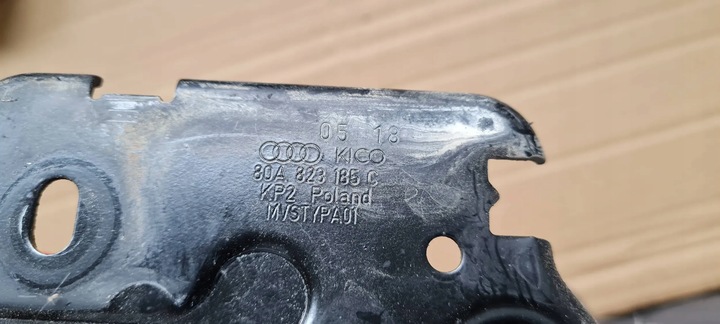 05 18
KICO
80A 823 185 C
KP2 Poland
M/STYPA01